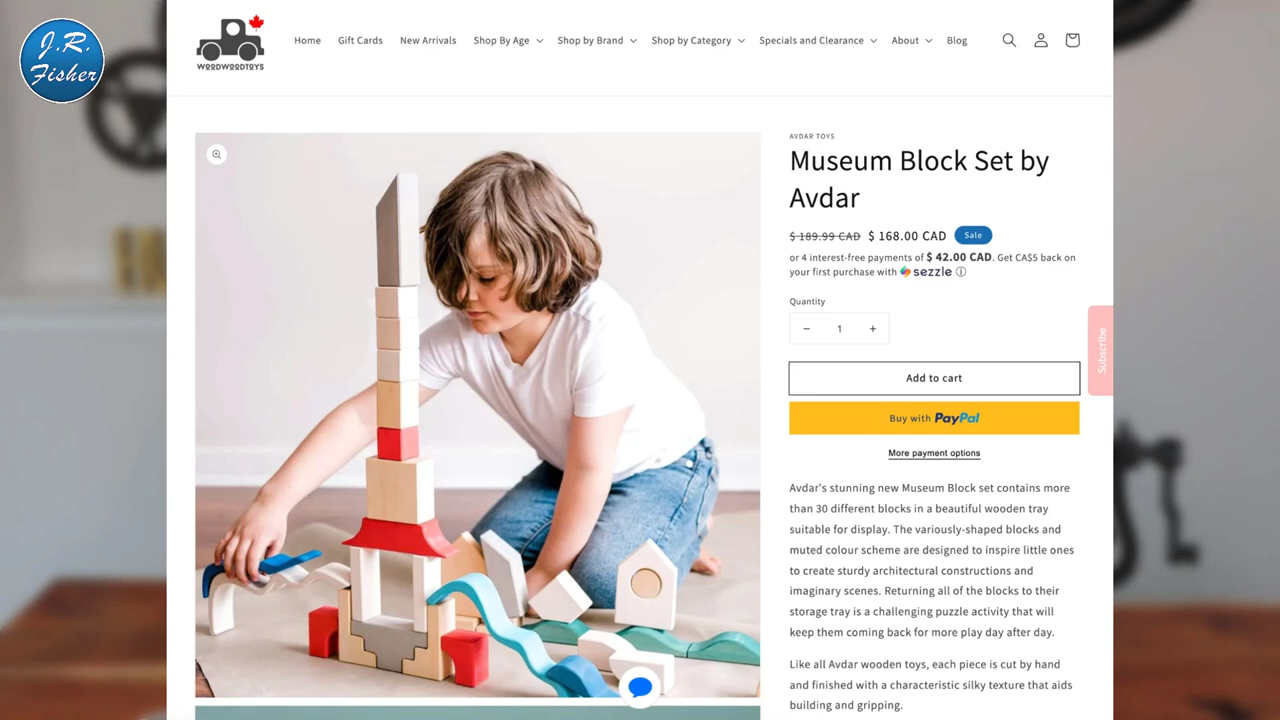 J.R.
Fisher
WOODWOODTOYS
Home Gift Cards New Arrivals Shop By Age Shop by Brand Shop by Category Specials and Clearance About Blog
AVDAR TOYS
Museum Block Set by
Avdar
$ 189.99 CAD $ 168.00 CAD Sale
or 4 interest-free payments of $ 42.00 CAD. Get CA$5 back on
your first purchase with sezzle ⓘ
Quantity
− 1 +
Subscribe
Add to cart
Buy with PayPal
More payment options
Avdar's stunning new Museum Block set contains more
than 30 different blocks in a beautiful wooden tray
suitable for display. The variously-shaped blocks and
muted colour scheme are designed to inspire little ones
to create sturdy architectural constructions and
imaginary scenes. Returning all of the blocks to their
storage tray is a challenging puzzle activity that will
keep them coming back for more play day after day.
Like all Avdar wooden toys, each piece is cut by hand
and finished with a characteristic silky texture that aids
building and gripping.